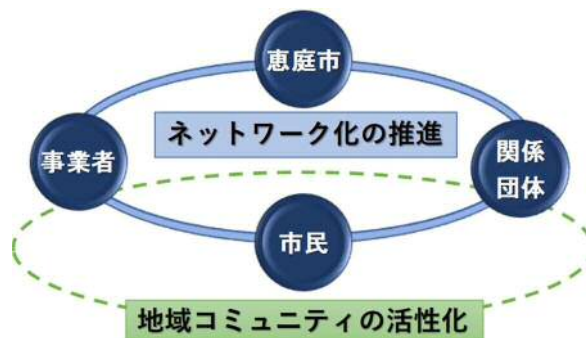 恵庭市
ネットワーク化の推進
事業者
関係
団体
市民
地域コミュニティの活性化